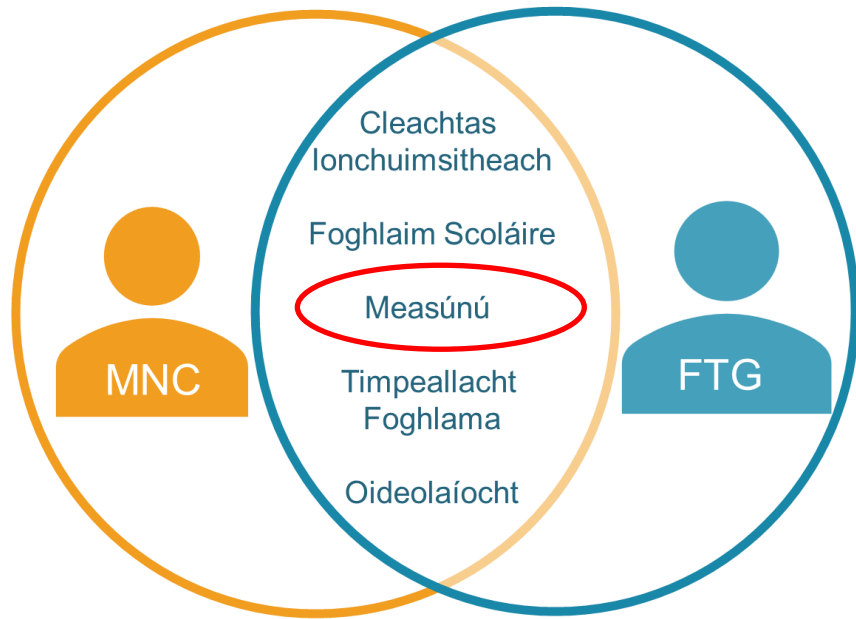 Cleachtas
Ionchuimsitheach
Foghlaim Scoláire
Measúnú
MNC
FTG
Timpeallacht
Foghlama
Oideolaíocht